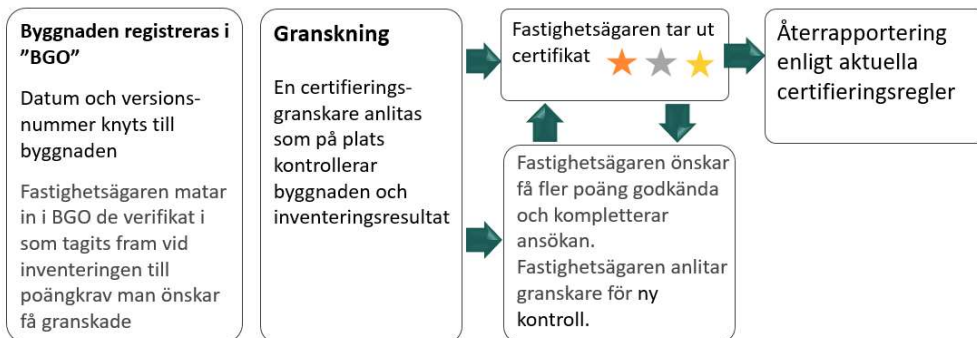 Byggnaden registreras i
”BGO”
Datum och versions-
nummer knyts till
byggnaden
Fastighetsägaren matar
in i BGO de verifikat i
som tagits fram vid
inventeringen till
poängkrav man önskar
få granskade
Granskning
En certifierings-
granskare anlitas
som på plats
kontrollerar
byggnaden och
inventeringsresultat
Fastighetsägaren tar ut
certifikat
Fastighetsägaren önskar
få fler poäng godkända
och kompletterar
ansökan.
Fastighetsägaren anlitar
granskare för ny
kontroll.
Återrapportering
enligt aktuella
certifieringsregler